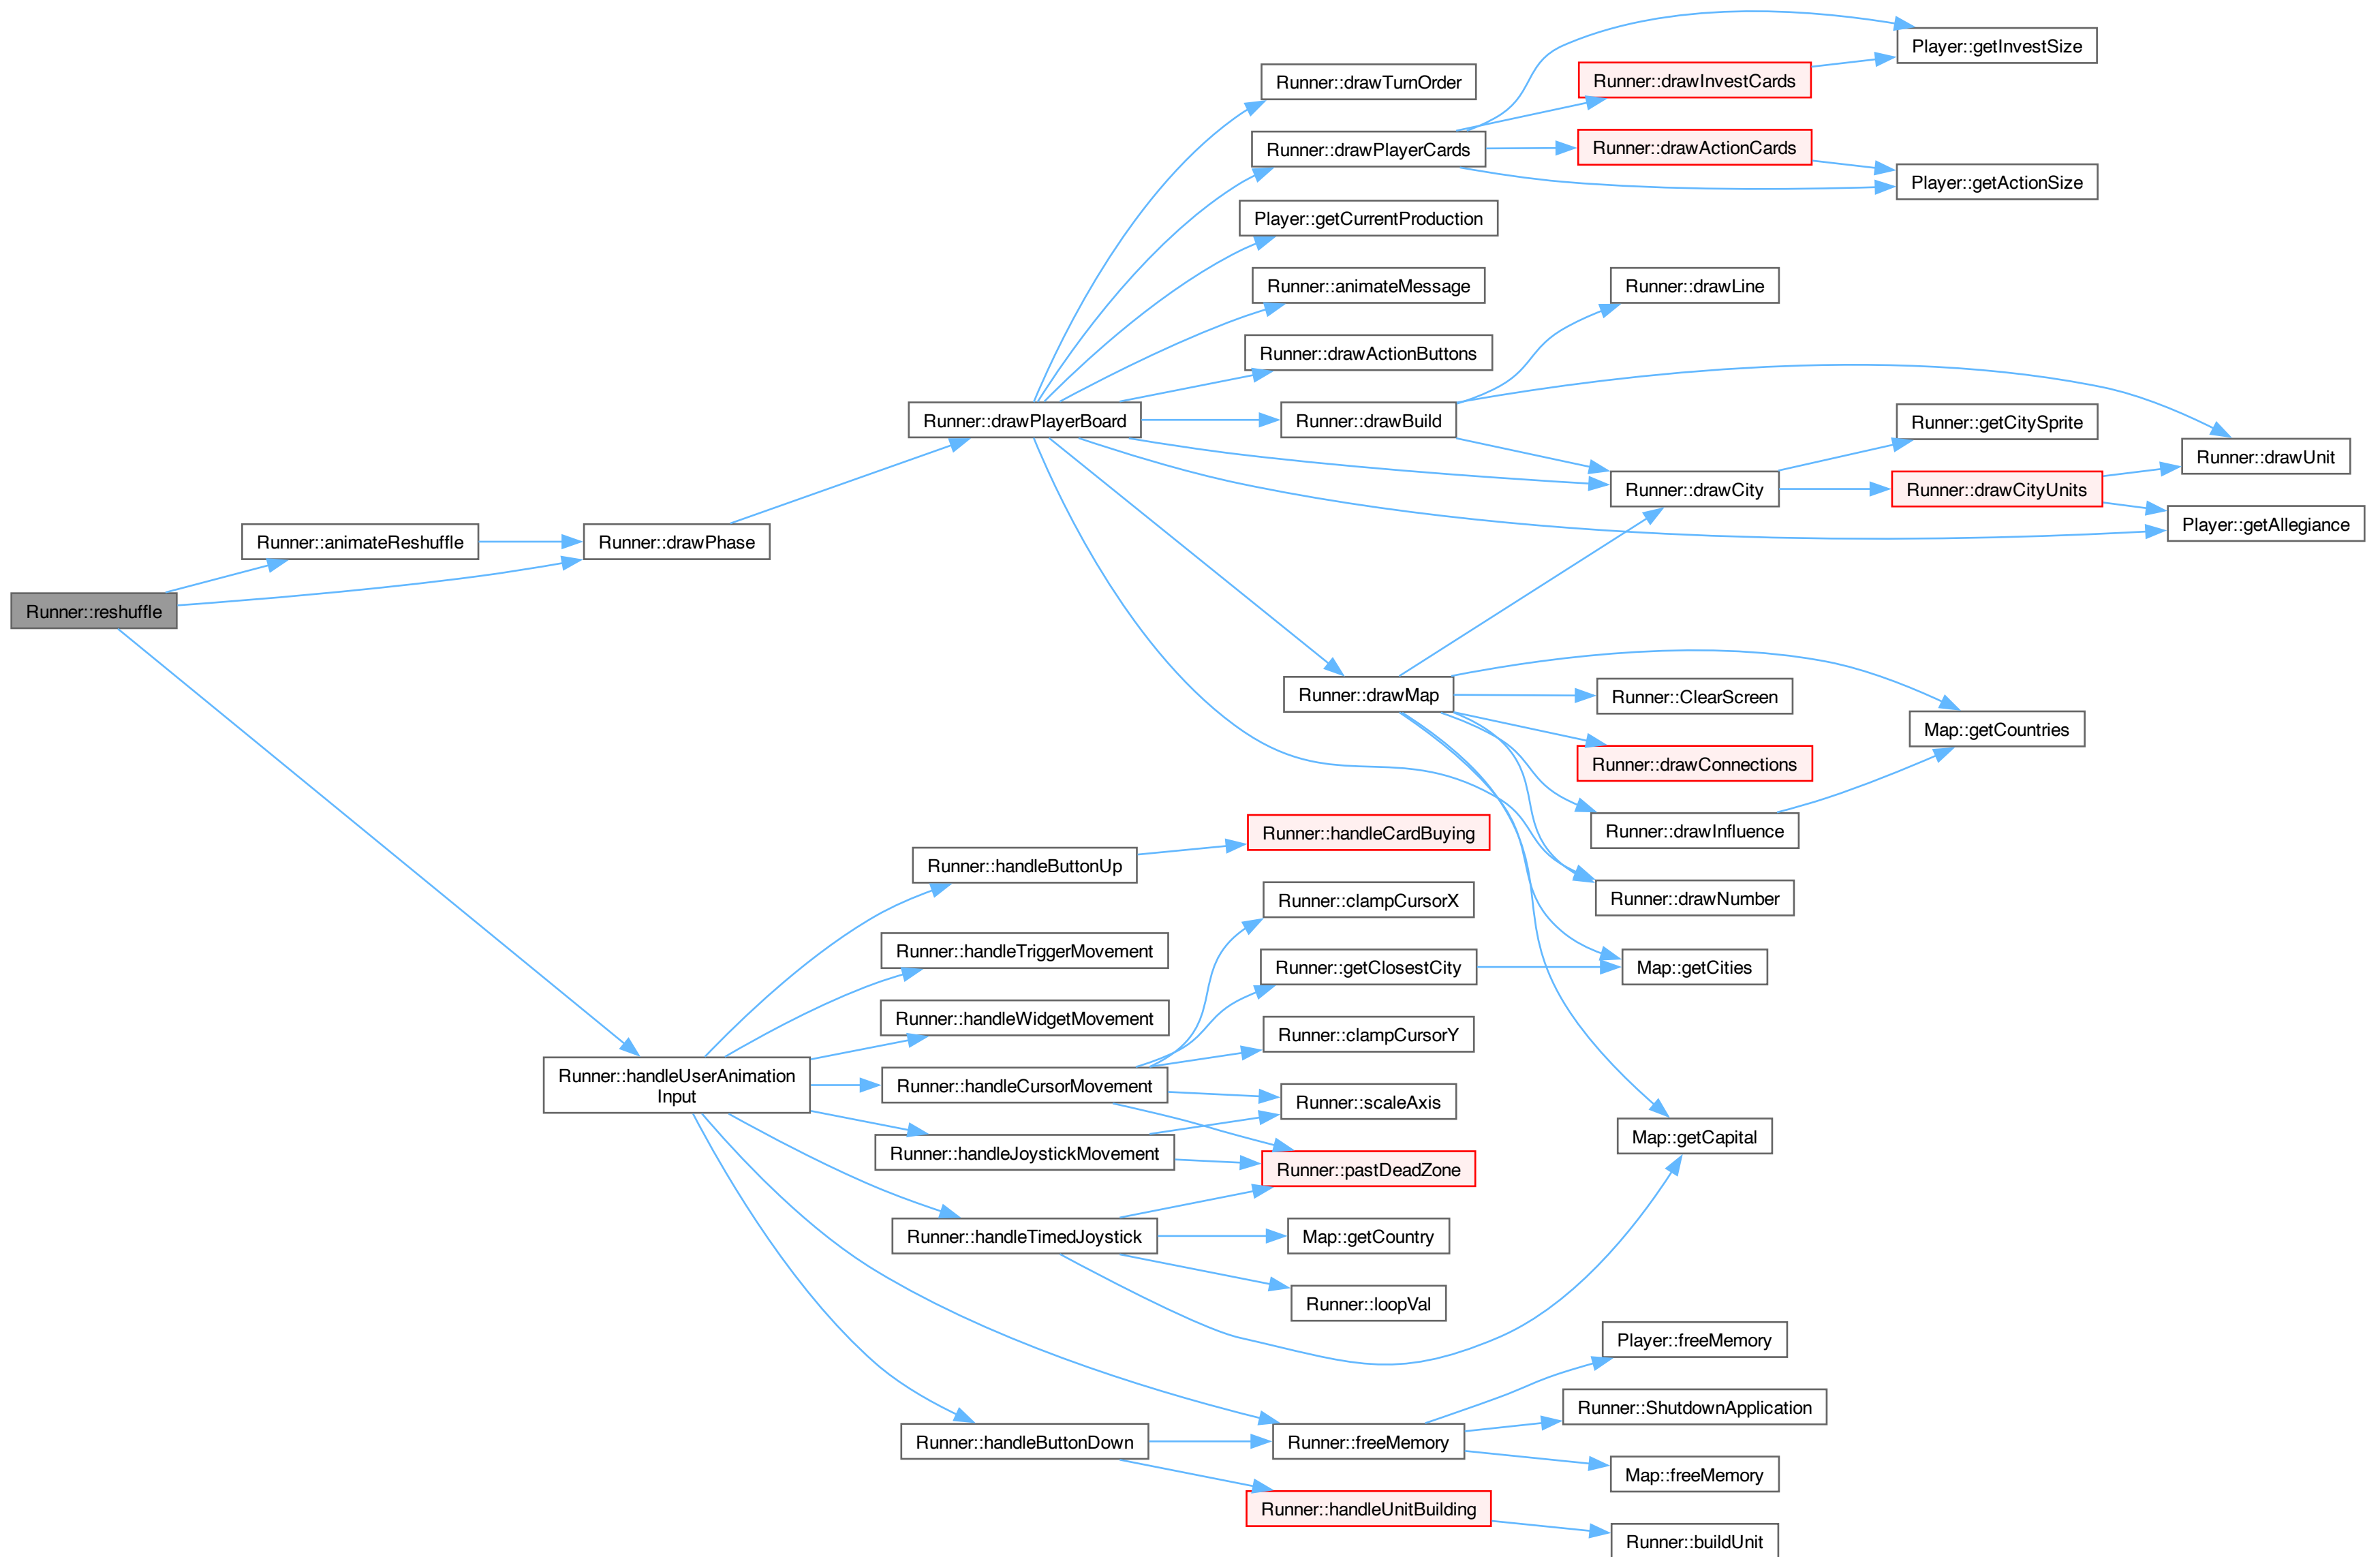 Runner::reshuffle
Runner::animateReshuffle
Runner::drawPhase
Runner::drawPlayerBoard
Runner::drawTurnOrder
Runner::drawPlayerCards
Player::getInvestSize
Runner::drawInvestCards
Runner::drawActionCards
Player::getActionSize
Player::getCurrentProduction
Runner::animateMessage
Runner::drawActionButtons
Runner::drawBuild
Runner::drawLine
Runner::drawCity
Runner::getCitySprite
Runner::drawCityUnits
Runner::drawUnit
Player::getAllegiance
Runner::drawMap
Runner::ClearScreen
Runner::drawConnections
Runner::drawInfluence
Map::getCountries
Runner::drawNumber
Map::getCities
Map::getCapital
Runner::handleUserAnimation
Input
Runner::handleButtonUp
Runner::handleCardBuying
Runner::handleTriggerMovement
Runner::handleWidgetMovement
Runner::handleCursorMovement
Runner::clampCursorX
Runner::getClosestCity
Runner::clampCursorY
Runner::scaleAxis
Runner::handleJoystickMovement
Runner::pastDeadZone
Runner::handleTimedJoystick
Map::getCountry
Runner::loopVal
Runner::handleButtonDown
Runner::freeMemory
Player::freeMemory
Runner::ShutdownApplication
Map::freeMemory
Runner::handleUnitBuilding
Runner::buildUnit